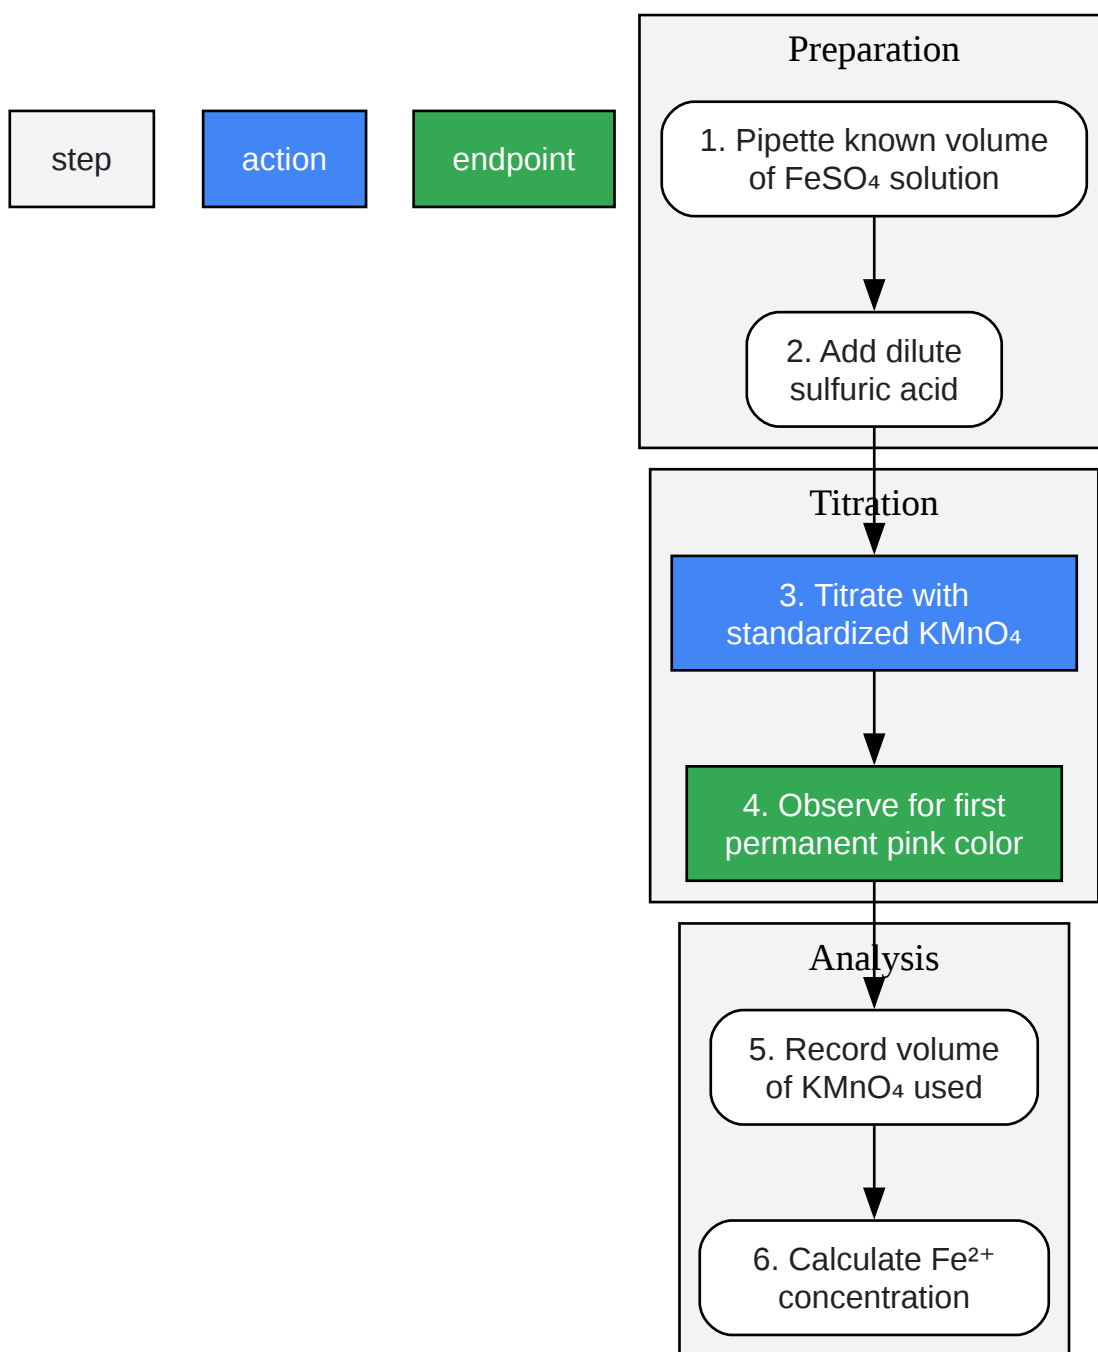 Preparation
step
action
endpoint
1. Pipette known volume
of FeSO₄ solution
2. Add dilute
sulfuric acid
Titration
3. Titrate with
standardized KMnO₄
4. Observe for first
permanent pink color
Analysis
5. Record volume
of KMnO₄ used
6. Calculate Fe²⁺
concentration